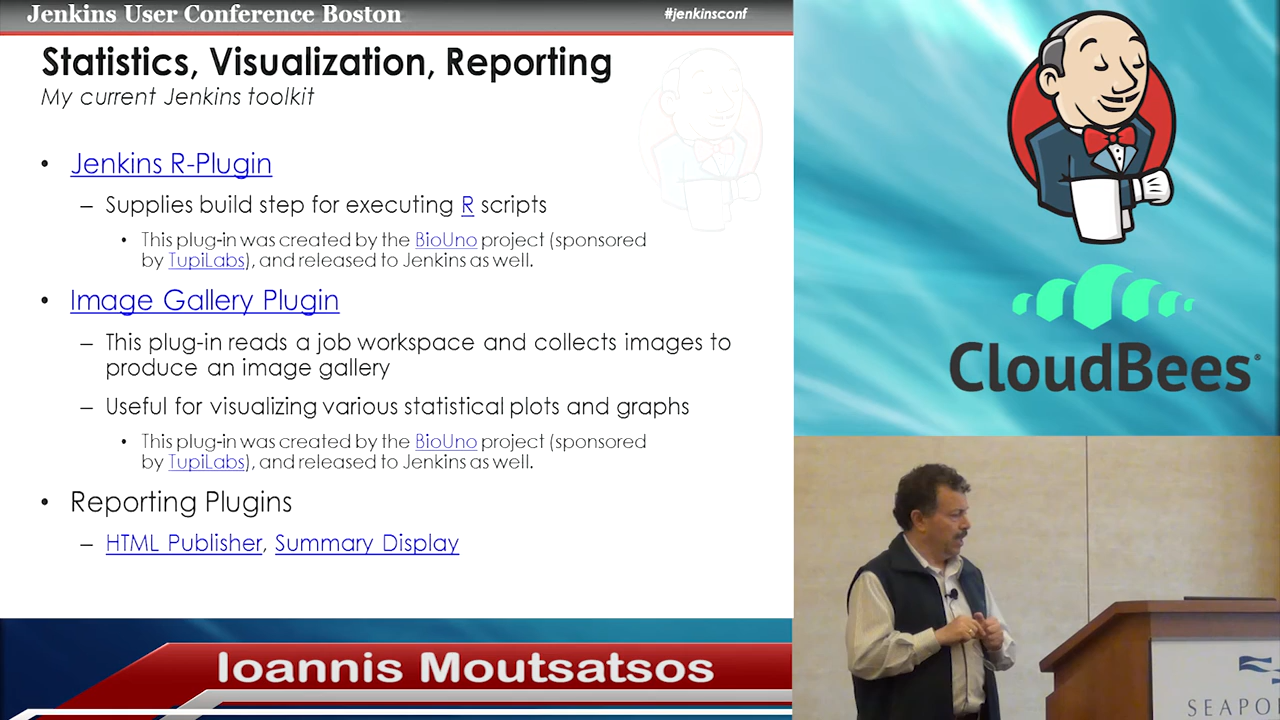 Jenkins User Conference Boston
#jenkinsconf
Statistics, Visualization, Reporting
My current Jenkins toolkit
• Jenkins R-Plugin
– Supplies build step for executing R scripts
• This plug-in was created by the BioUno project (sponsored
by TupiLabs), and released to Jenkins as well.
• Image Gallery Plugin
– This plug-in reads a job workspace and collects images to
produce an image gallery
– Useful for visualizing various statistical plots and graphs
• This plug-in was created by the BioUno project (sponsored
by TupiLabs), and released to Jenkins as well.
• Reporting Plugins
– HTML Publisher, Summary Display
Ioannis Moutsatsos
CloudBees
SEAPO